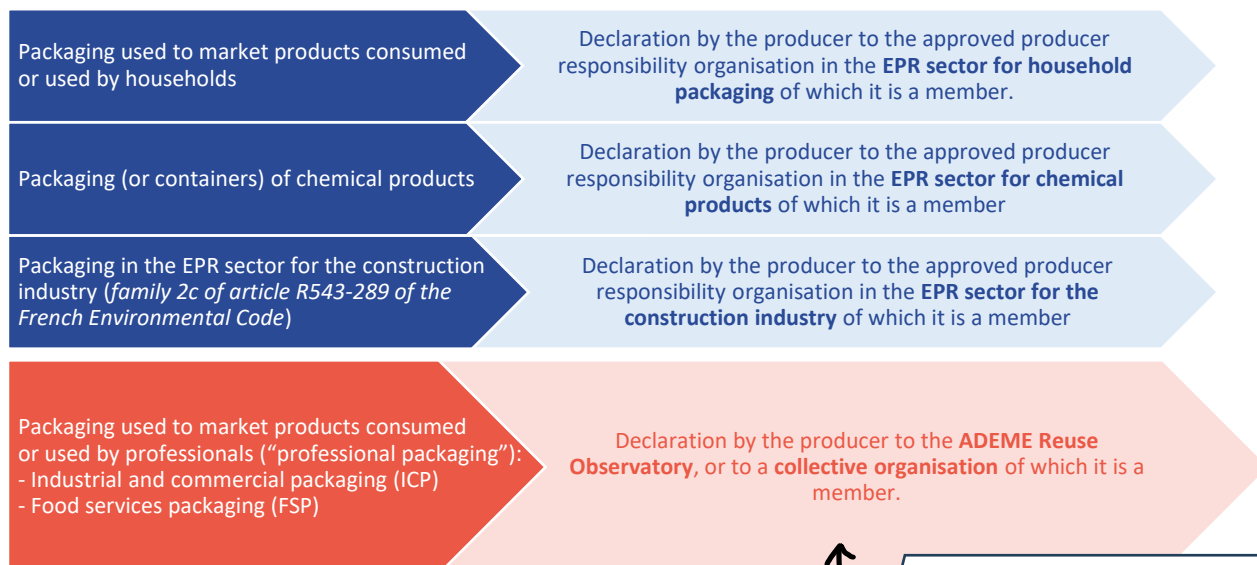 Packaging used to market products consumed
or used by households
Declaration by the producer to the approved producer
responsibility organisation in the EPR sector for household
packaging of which it is a member.
Packaging (or containers) of chemical products
Declaration by the producer to the approved producer
responsibility organisation in the EPR sector for chemical
products of which it is a member
Packaging in the EPR sector for the construction
industry (family 2c of article R543-289 of the
French Environmental Code)
Declaration by the producer to the approved producer
responsibility organisation in the EPR sector for the
construction industry of which it is a member
Packaging used to market products consumed
or used by professionals (“professional packaging”):
- Industrial and commercial packaging (ICP)
- Food services packaging (FSP)
Declaration by the producer to the ADEME Reuse
Observatory, or to a collective organisation of which it is a
member.